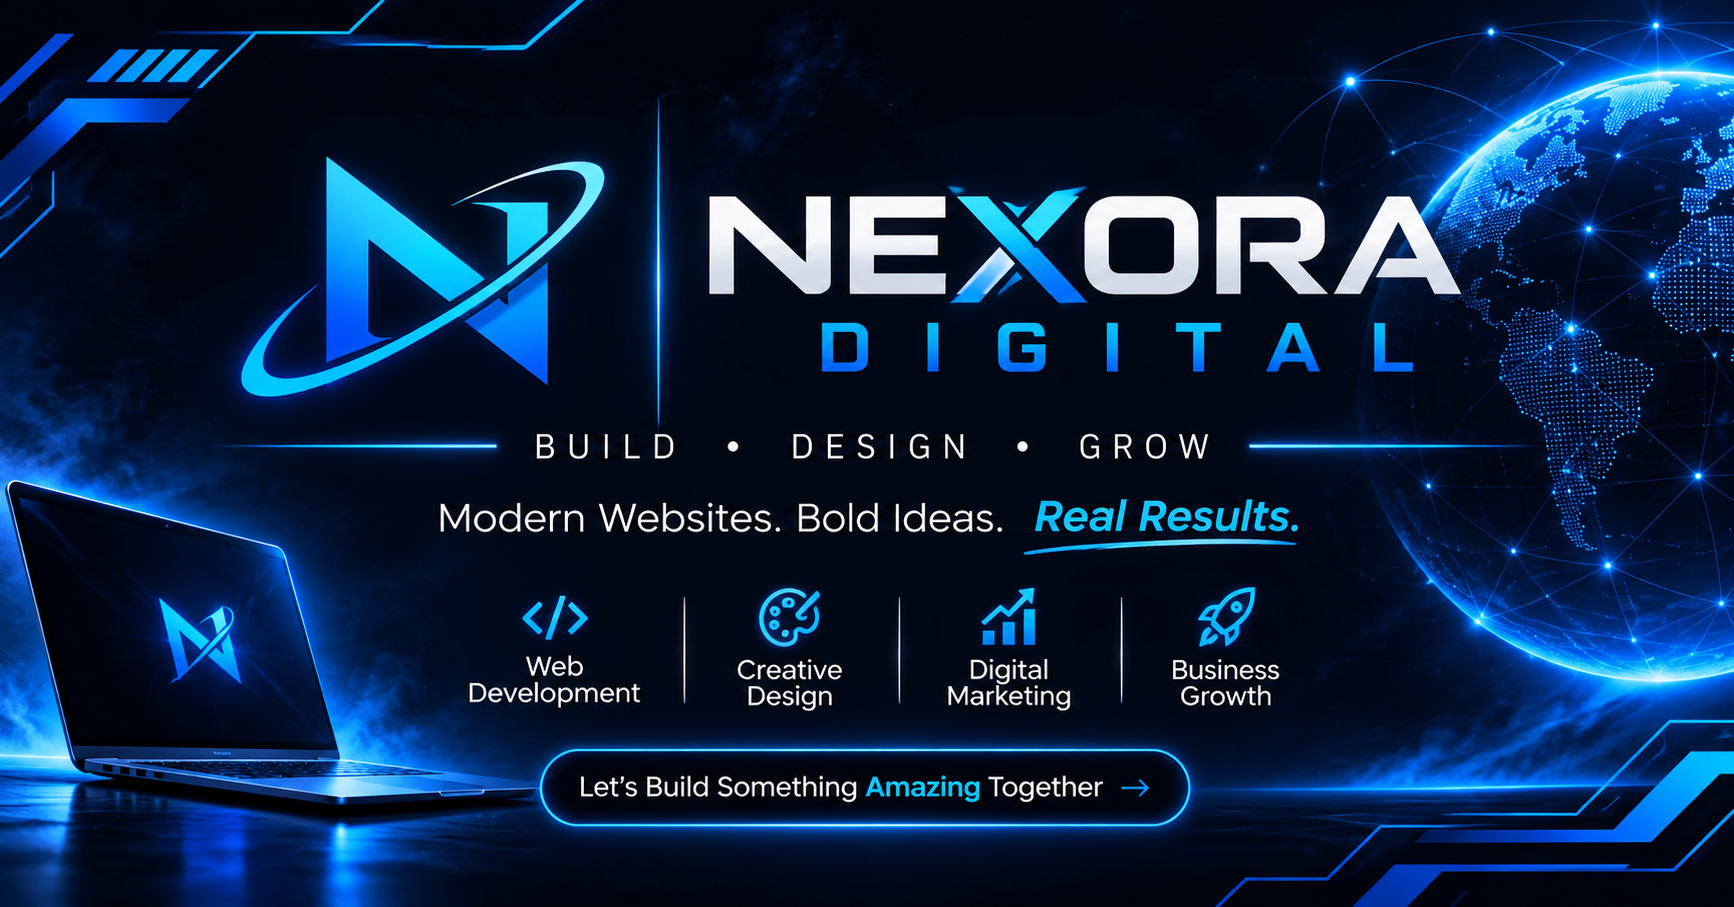 NEXORA
DIGITAL
BUILD • DESIGN • GROW
Modern Websites. Bold Ideas. Real Results.
Web
Development
Creative
Design
Digital
Marketing
Business
Growth
Let's Build Something Amazing Together →